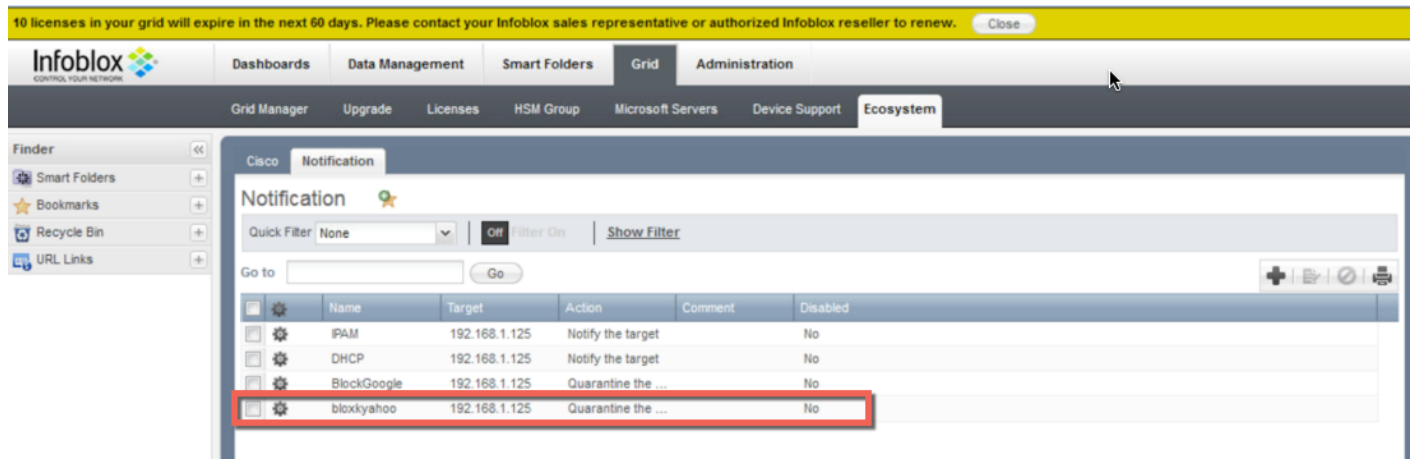 10 licenses in your grid will expire in the next 60 days. Please contact your Infoblox sales representative or authorized Infoblox reseller to renew. Close
Infoblox
CONTROL YOUR NETWORK
Dashboards Data Management Smart Folders Grid Administration
Grid Manager Upgrade Licenses HSM Group Microsoft Servers Device Support Ecosystem
Finder
Smart Folders
Bookmarks
Recycle Bin
URL Links
Cisco Notification
Notification
Quick Filter None Off Filter On Show Filter
Go to Go
Name Target Action Comment Disabled
IPAM 192.168.1.125 Notify the target No
DHCP 192.168.1.125 Notify the target No
BlockGoogle 192.168.1.125 Quarantine the ... No
bloxkyahoo 192.168.1.125 Quarantine the ... No